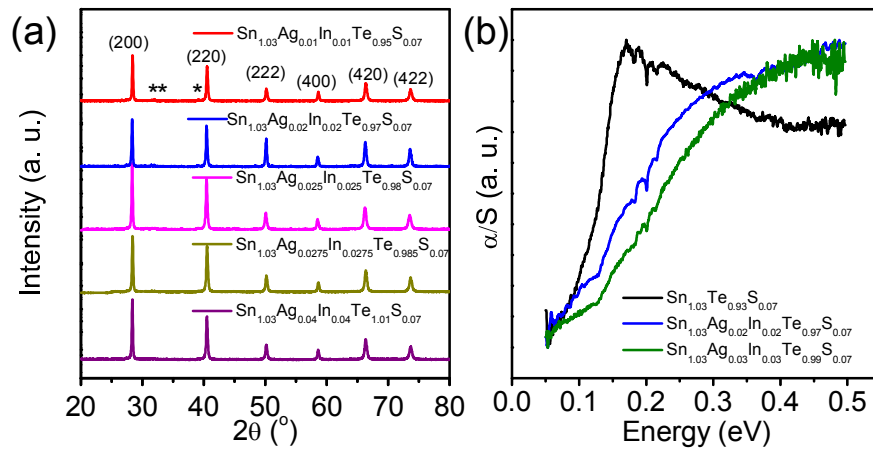 (a)
Sn1.03Ag0.01In0.01Te0.95S0.07
(200)
(220)
(222)
(400)
(420)
(422)
**
*
Sn1.03Ag0.02In0.02Te0.97S0.07
Sn1.03Ag0.025In0.025Te0.98S0.07
Sn1.03Ag0.0275In0.0275Te0.985S0.07
Sn1.03Ag0.04In0.04Te1.01S0.07
Intensity (a. u.)
20 30 40 50 60 70 80
2θ (°)
(b)
α/S (a. u.)
Sn1.03Te0.93S0.07
Sn1.03Ag0.02In0.02Te0.97S0.07
Sn1.03Ag0.03In0.03Te0.99S0.07
0.0 0.1 0.2 0.3 0.4 0.5
Energy (eV)